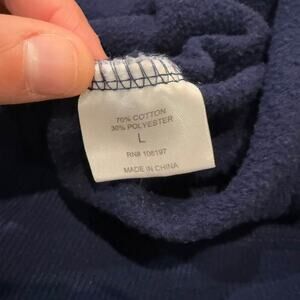 70% COTTON
30% POLYESTER
L
RN# 106197
MADE IN CHINA